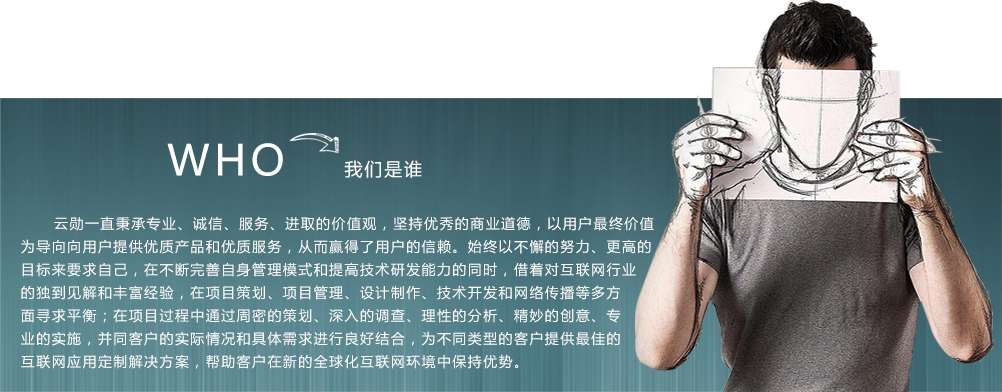 WHO
我们是谁
云勋一直秉承专业、诚信、服务、进取的价值观，坚持优秀的商业道德，以用户最终价值
为导向向用户提供优质产品和优质服务，从而赢得了用户的信赖。始终以不懈的努力、更高的
目标来要求自己，在不断完善自身管理模式和提高技术研发能力的同时，借着对互联网行业
的独到见解和丰富经验，在项目策划、项目管理、设计制作、技术开发和网络传播等多方
面寻求平衡；在项目过程中通过周密的策划、深入的调查、理性的分析、精妙的创意、专
业的实施，并同客户的实际情况和具体需求进行良好结合，为不同类型的客户提供最佳的
互联网应用定制解决方案，帮助客户在新的全球化互联网环境中保持优势。